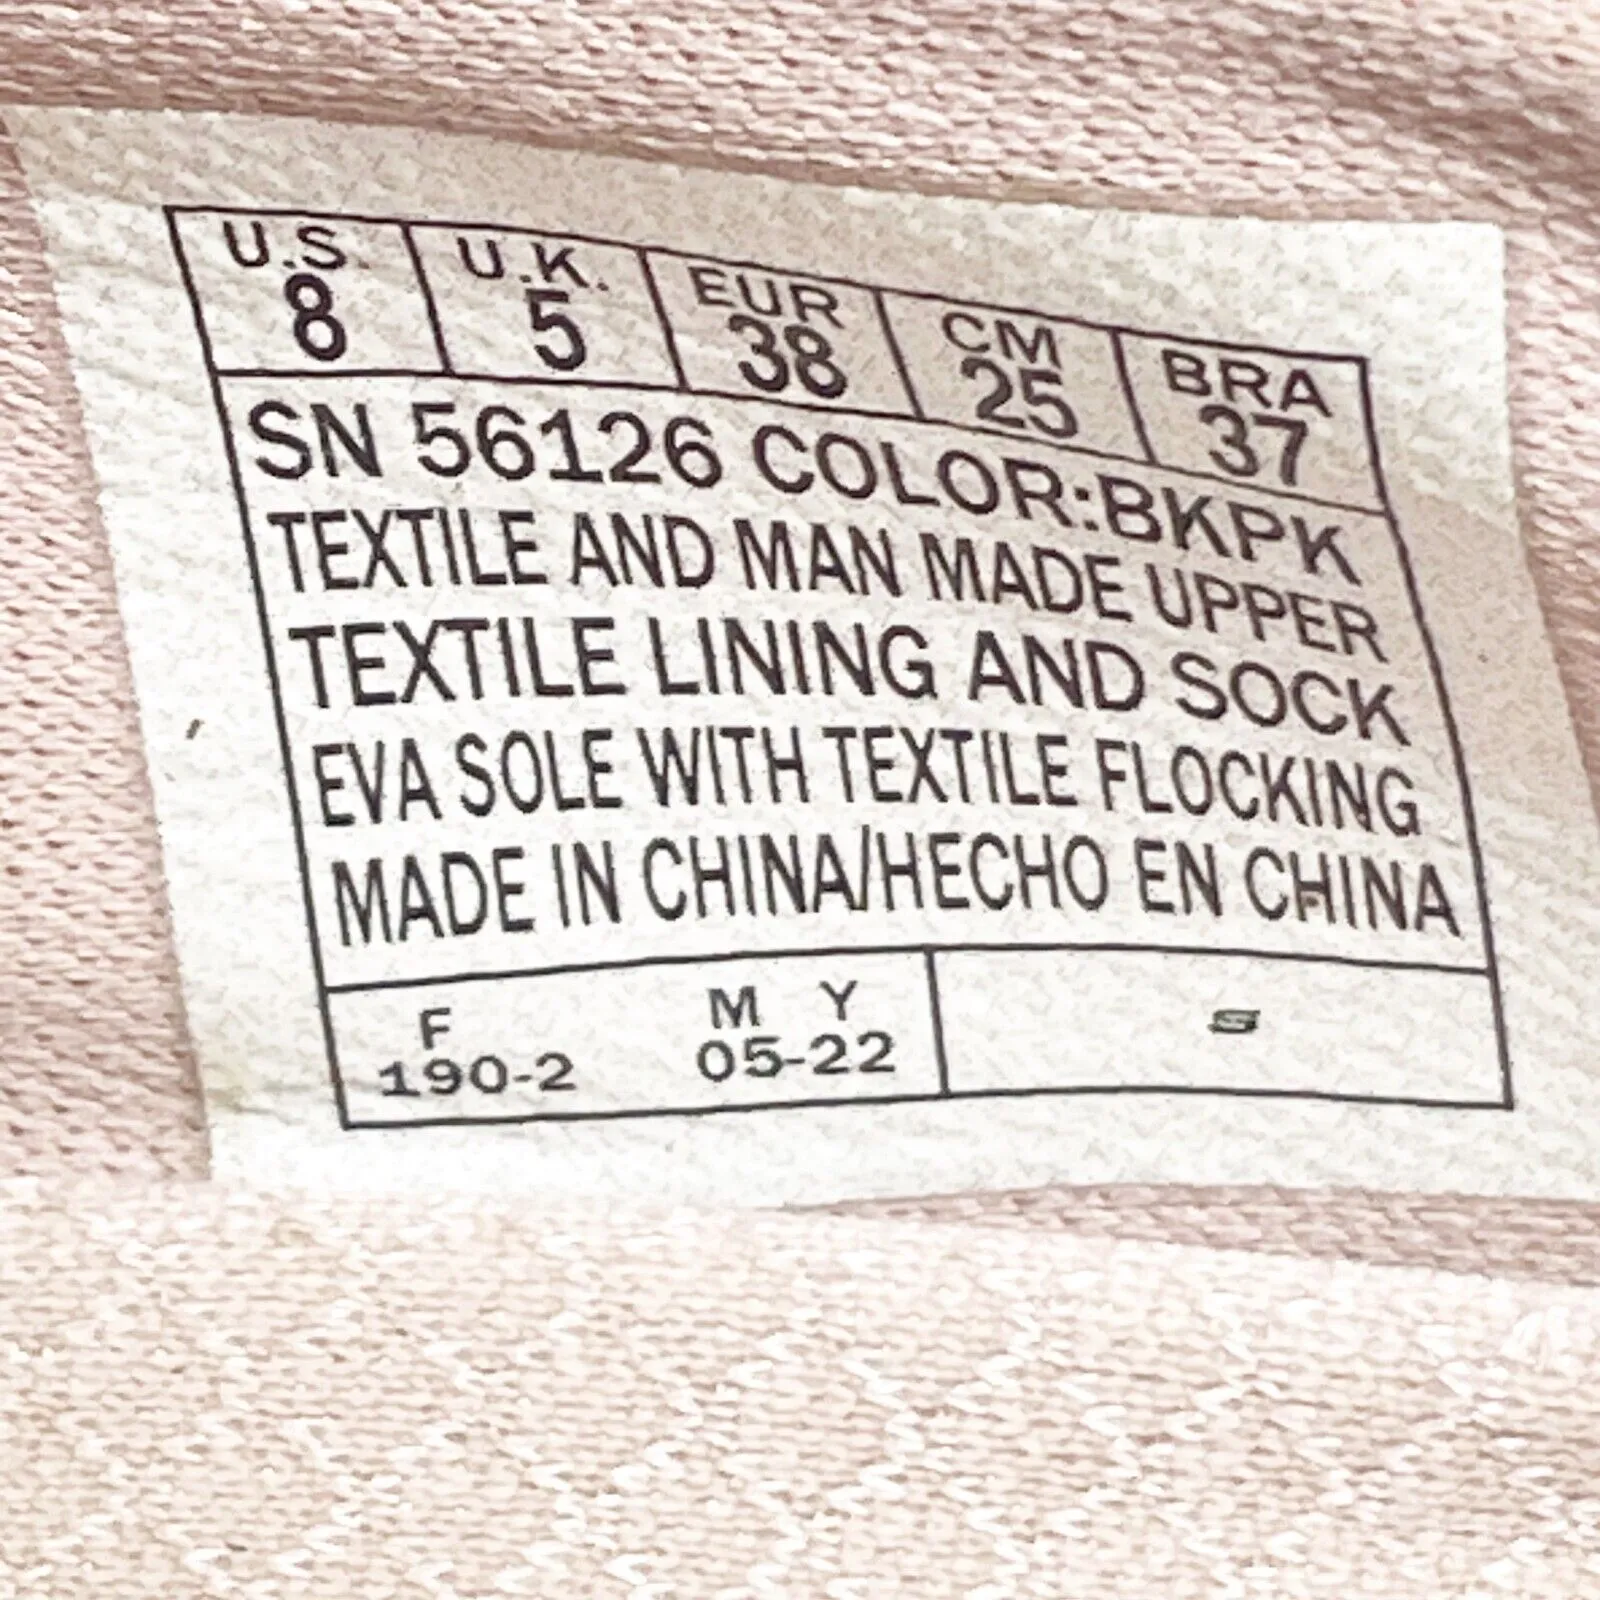 U.S. U.K. EUR CM BRA
8 5 38 25 37
SN 56126 COLOR:BKPK
TEXTILE AND MAN MADE UPPER
TEXTILE LINING AND SOCK
EVA SOLE WITH TEXTILE FLOCKING
MADE IN CHINA/HECHO EN CHINA
F M Y
190-2 05-22
S